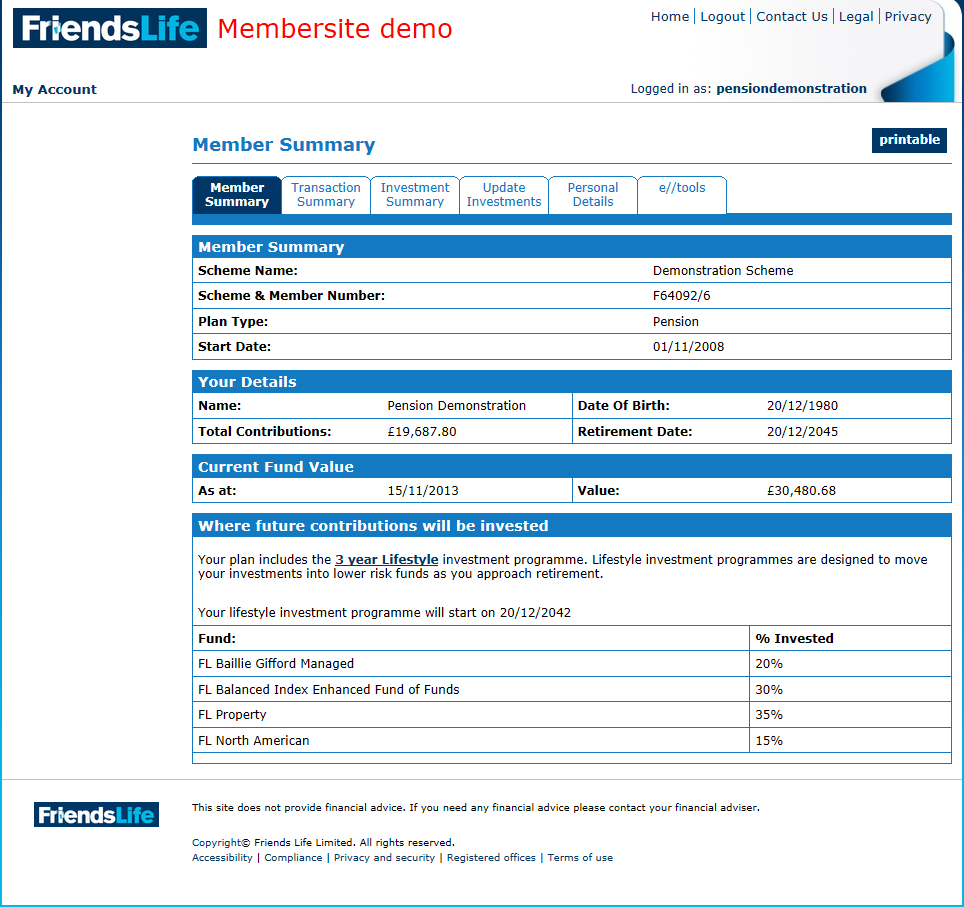 FriendsLife Membersite demo
Home | Logout | Contact Us | Legal | Privacy
My Account
Logged in as: pensiondemonstration
Member Summary
printable
Member Summary
Transaction Summary
Investment Summary
Update Investments
Personal Details
e//tools
Member Summary
Scheme Name: Demonstration Scheme
Scheme & Member Number: F64092/6
Plan Type: Pension
Start Date: 01/11/2008
Your Details
Name: Pension Demonstration Date Of Birth: 20/12/1980
Total Contributions: £19,687.80 Retirement Date: 20/12/2045
Current Fund Value
As at: 15/11/2013 Value: £30,480.68
Where future contributions will be invested
Your plan includes the 3 year Lifestyle investment programme. Lifestyle investment programmes are designed to move
your investments into lower risk funds as you approach retirement.
Your lifestyle investment programme will start on 20/12/2042
Fund: % Invested
FL Baillie Gifford Managed 20%
FL Balanced Index Enhanced Fund of Funds 30%
FL Property 35%
FL North American 15%
FriendsLife
This site does not provide financial advice. If you need any financial advice please contact your financial adviser.
Copyright© Friends Life Limited. All rights reserved.
Accessibility | Compliance | Privacy and security | Registered offices | Terms of use